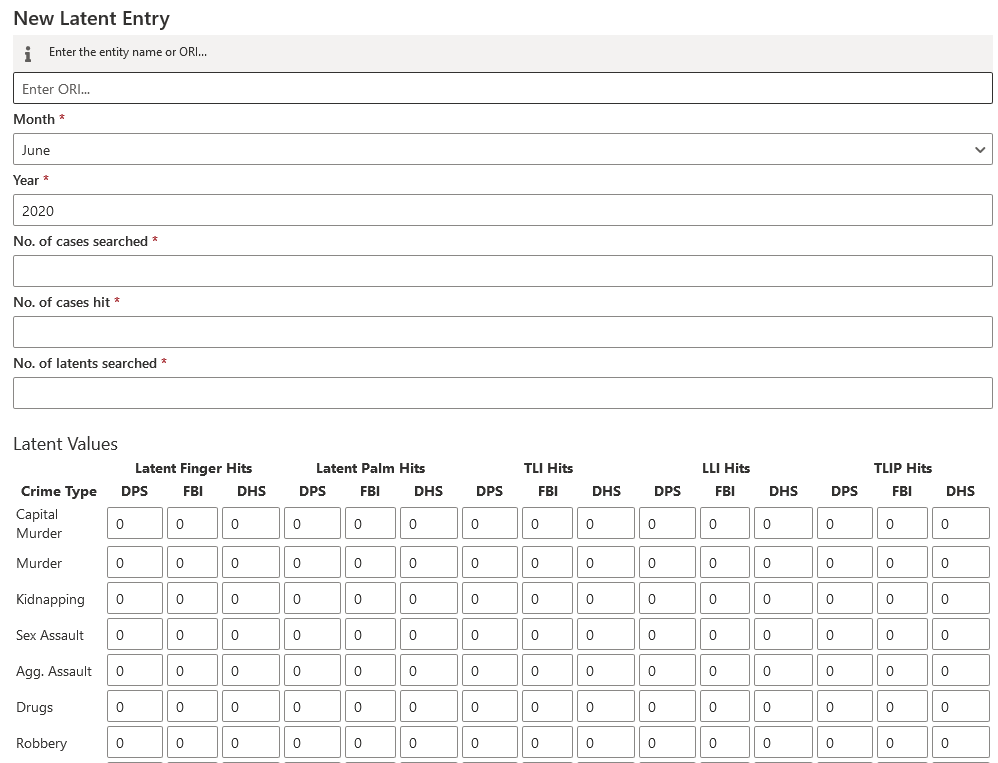 New Latent Entry
Enter the entity name or ORI...
Enter ORI...
Month *
June
Year *
2020
No. of cases searched *
No. of cases hit *
No. of latents searched *
Latent Values
Latent Finger Hits Latent Palm Hits TLI Hits LLI Hits TLIP Hits
Crime Type DPS FBI DHS DPS FBI DHS DPS FBI DHS DPS FBI DHS DPS FBI DHS
Capital
Murder 0 0 0 0 0 0 0 0 0 0 0 0 0 0 0
Murder 0 0 0 0 0 0 0 0 0 0 0 0 0 0 0
Kidnapping 0 0 0 0 0 0 0 0 0 0 0 0 0 0 0
Sex Assault 0 0 0 0 0 0 0 0 0 0 0 0 0 0 0
Agg. Assault 0 0 0 0 0 0 0 0 0 0 0 0 0 0 0
Drugs 0 0 0 0 0 0 0 0 0 0 0 0 0 0 0
Robbery 0 0 0 0 0 0 0 0 0 0 0 0 0 0 0